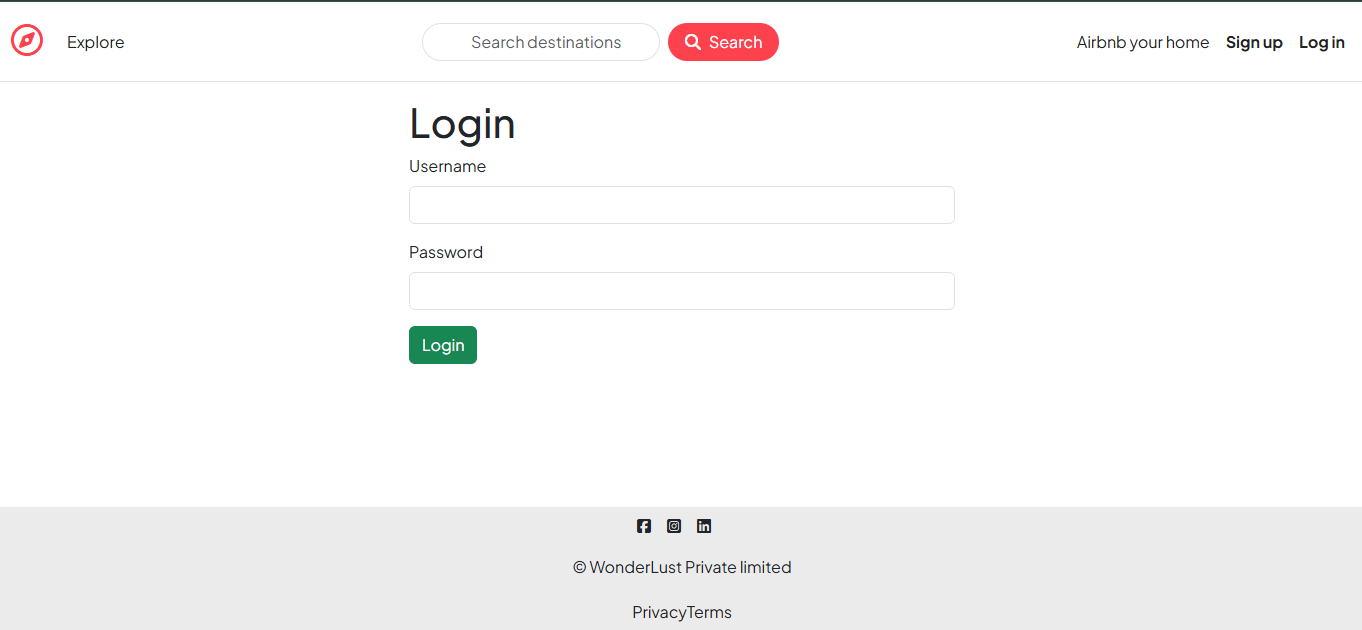 Explore Search destinations Search Airbnb your home Sign up Log in
Login
Username
Password
Login
© WonderLust Private limited
PrivacyTerms